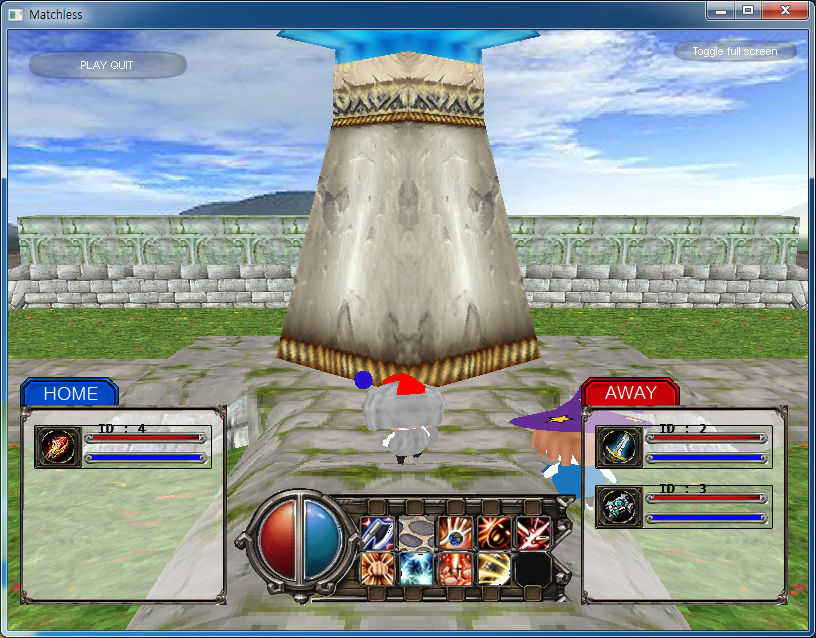 Matchless
PLAY QUIT
Toggle full screen
HOME
ID : 4
AWAY
ID : 2
ID : 3